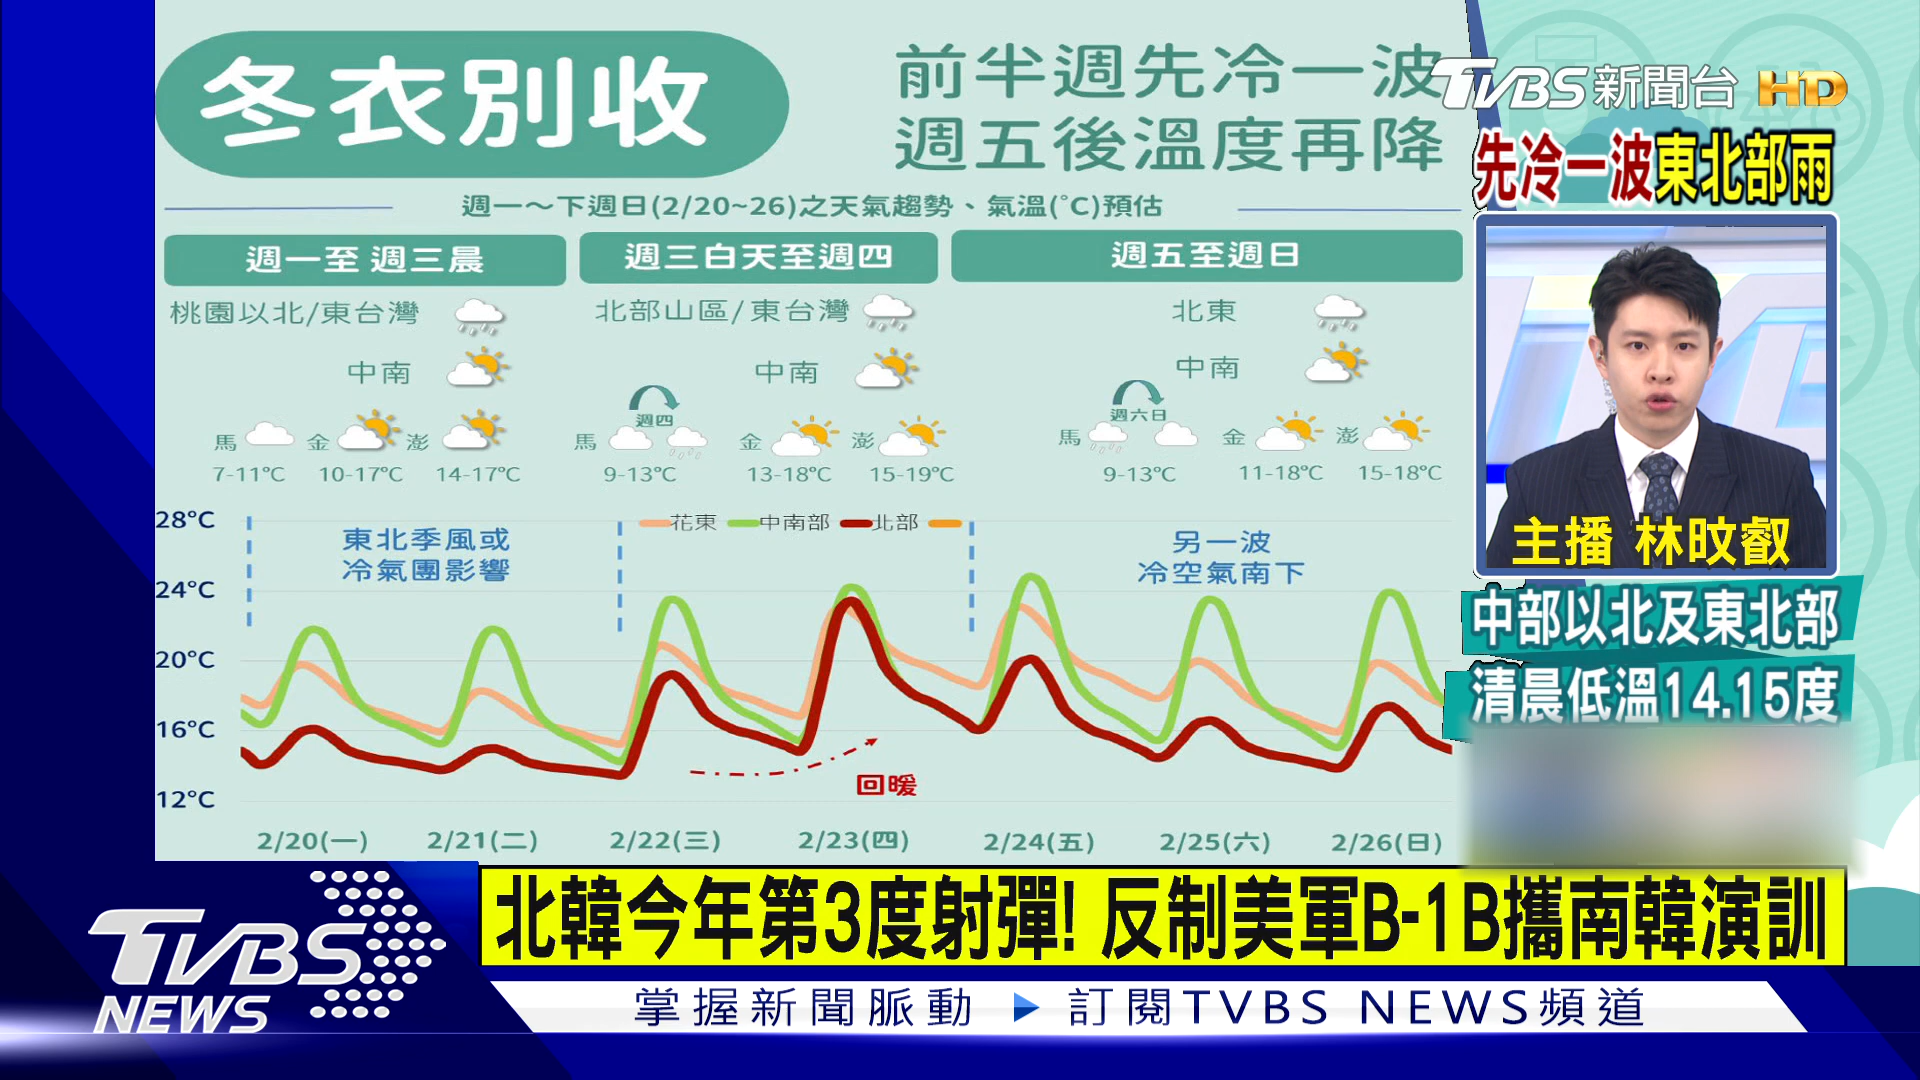 冬衣別收
前半週先冷一波
週五後溫度再降
週一～下週日(2/20~26)之天氣趨勢、氣溫(°C)預估
週一至 週三晨
週三白天至週四
週五至週日
桃園以北/東台灣
中南
馬 金 澎
7-11°C 10-17°C 14-17°C
北部山區/東台灣
中南
週四
馬 金 澎
9-13°C 13-18°C 15-19°C
北東
中南
週六日
馬 金 澎
9-13°C 11-18°C 15-18°C
28°C
24°C
20°C
16°C
12°C
花東 中南部 北部
東北季風或
冷氣團影響
另一波
冷空氣南下
回暖
2/20(一) 2/21(二) 2/22(三) 2/23(四) 2/24(五) 2/25(六) 2/26(日)
TVBS新聞台 HD
先冷一波東北部雨
主播 林旼叡
中部以北及東北部
清晨低溫14.15度
北韓今年第3度射彈! 反制美軍B-1B攜南韓演訓
TVBS
NEWS
掌握新聞脈動 ▶ 訂閱TVBS NEWS頻道